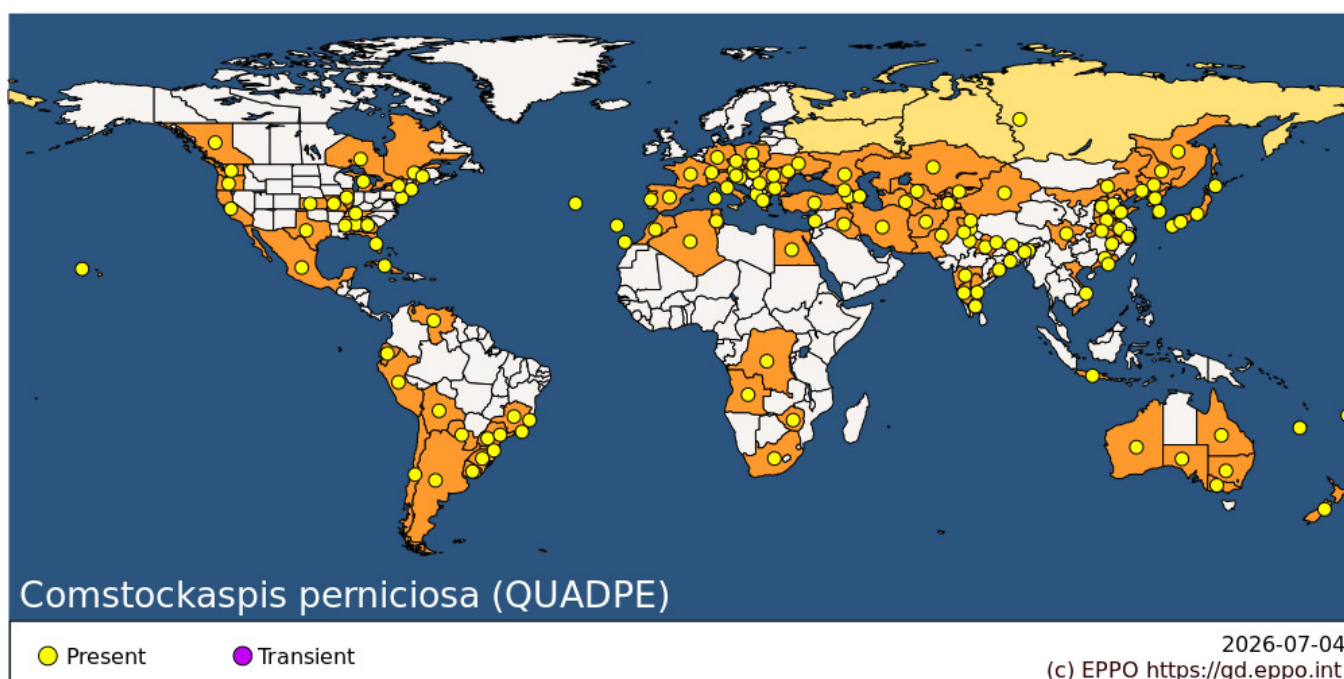 Comstockaspis perniciosa (QUADPE)
Present
Transient
2026-07-04
(c) EPPO https://gd.eppo.int